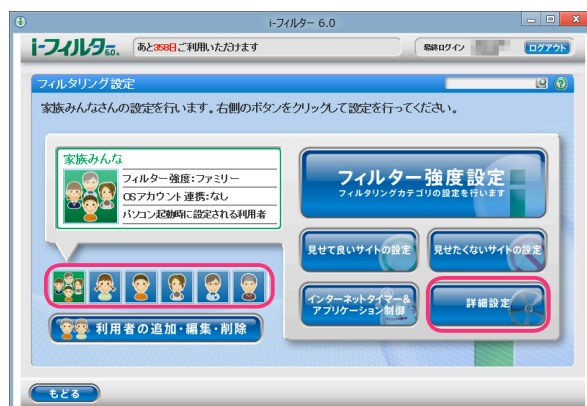 i-フィルター 6.0
i-フィルター 6.0.
あと358日ご利用いただけます
最終ログイン
ログアウト
フィルタリング設定
家族みんなさんの設定を行います。右側のボタンをクリックして設定を行ってください。
家族みんな
フィルター強度:ファミリー
OSアカウント連携:なし
パソコン起動時に設定される利用者
フィルター強度設定
フィルタリングカテゴリの設定を行います
見せて良いサイトの設定
見せたくないサイトの設定
インターネットタイマー&
アプリケーション制御
詳細設定
利用者の追加・編集・削除
もどる